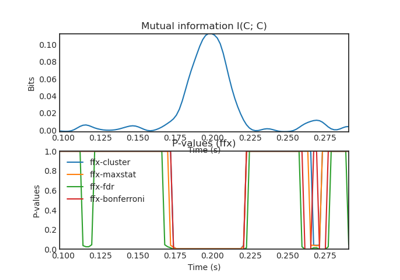 Mutual information I(C; C)
Bits
0.10
0.08
0.06
0.04
0.02
0.00
0.100 0.125 0.150 0.175 0.200 0.225 0.250 0.275
Time (s)
P-values (ffx)
P-values
1.0
0.8
0.6
0.4
0.2
0.0
ffx-cluster
ffx-maxstat
ffx-fdr
ffx-bonferroni
0.100 0.125 0.150 0.175 0.200 0.225 0.250 0.275
Time (s)